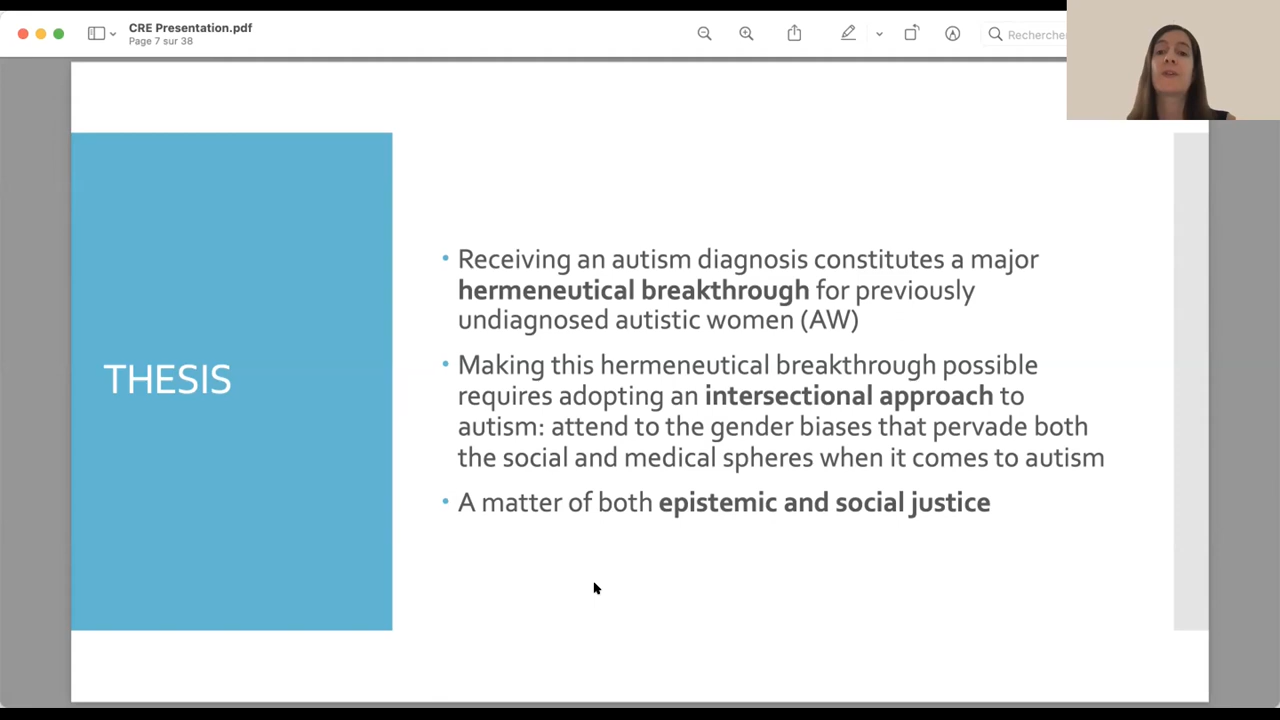 CRE Presentation.pdf
Page 7 sur 38
Recherche
THESIS
• Receiving an autism diagnosis constitutes a major
hermeneutical breakthrough for previously
undiagnosed autistic women (AW)
• Making this hermeneutical breakthrough possible
requires adopting an intersectional approach to
autism: attend to the gender biases that pervade both
the social and medical spheres when it comes to autism
• A matter of both epistemic and social justice